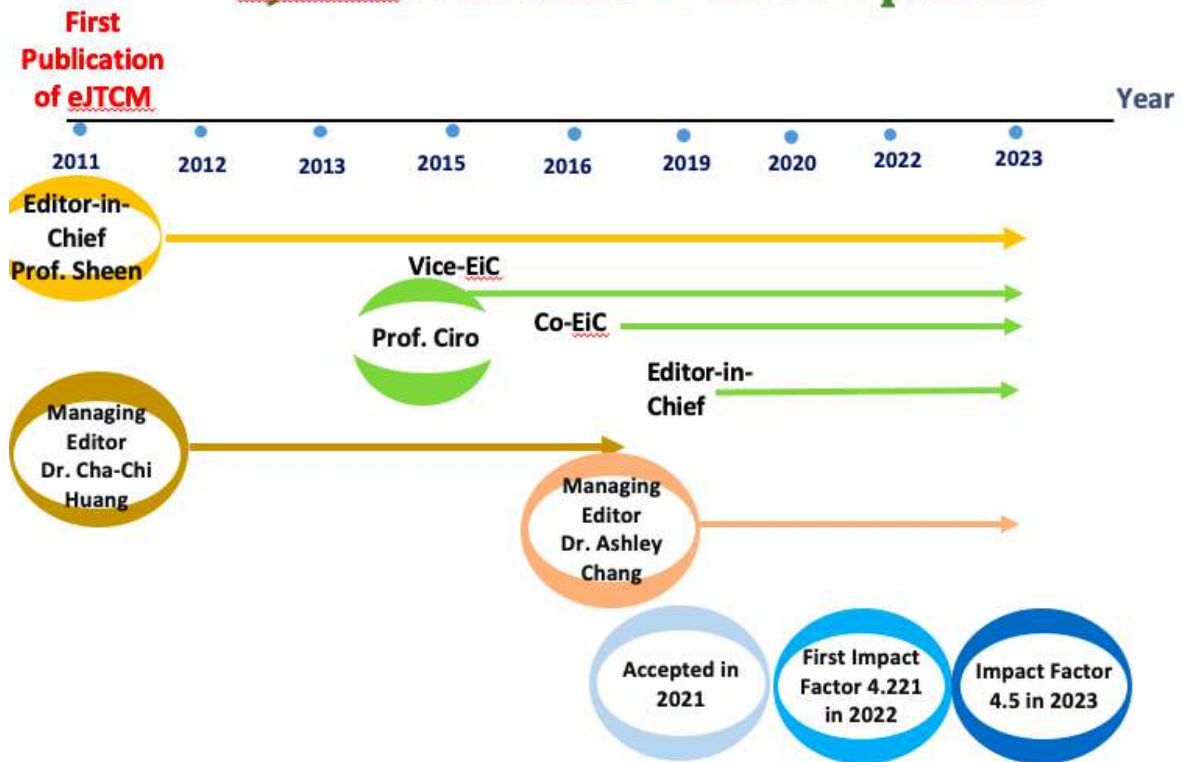 First
Publication
of eJTCM
Year
2011
2012
2013
2015
2016
2019
2020
2022
2023
Editor-in-
Chief
Prof. Sheen
Vice-EiC
Prof. Ciro
Co-EiC
Editor-in-
Chief
Managing
Editor
Dr. Cha-Chi
Huang
Managing
Editor
Dr. Ashley
Chang
Accepted in
2021
First Impact
Factor 4.221
in 2022
Impact Factor
4.5 in 2023